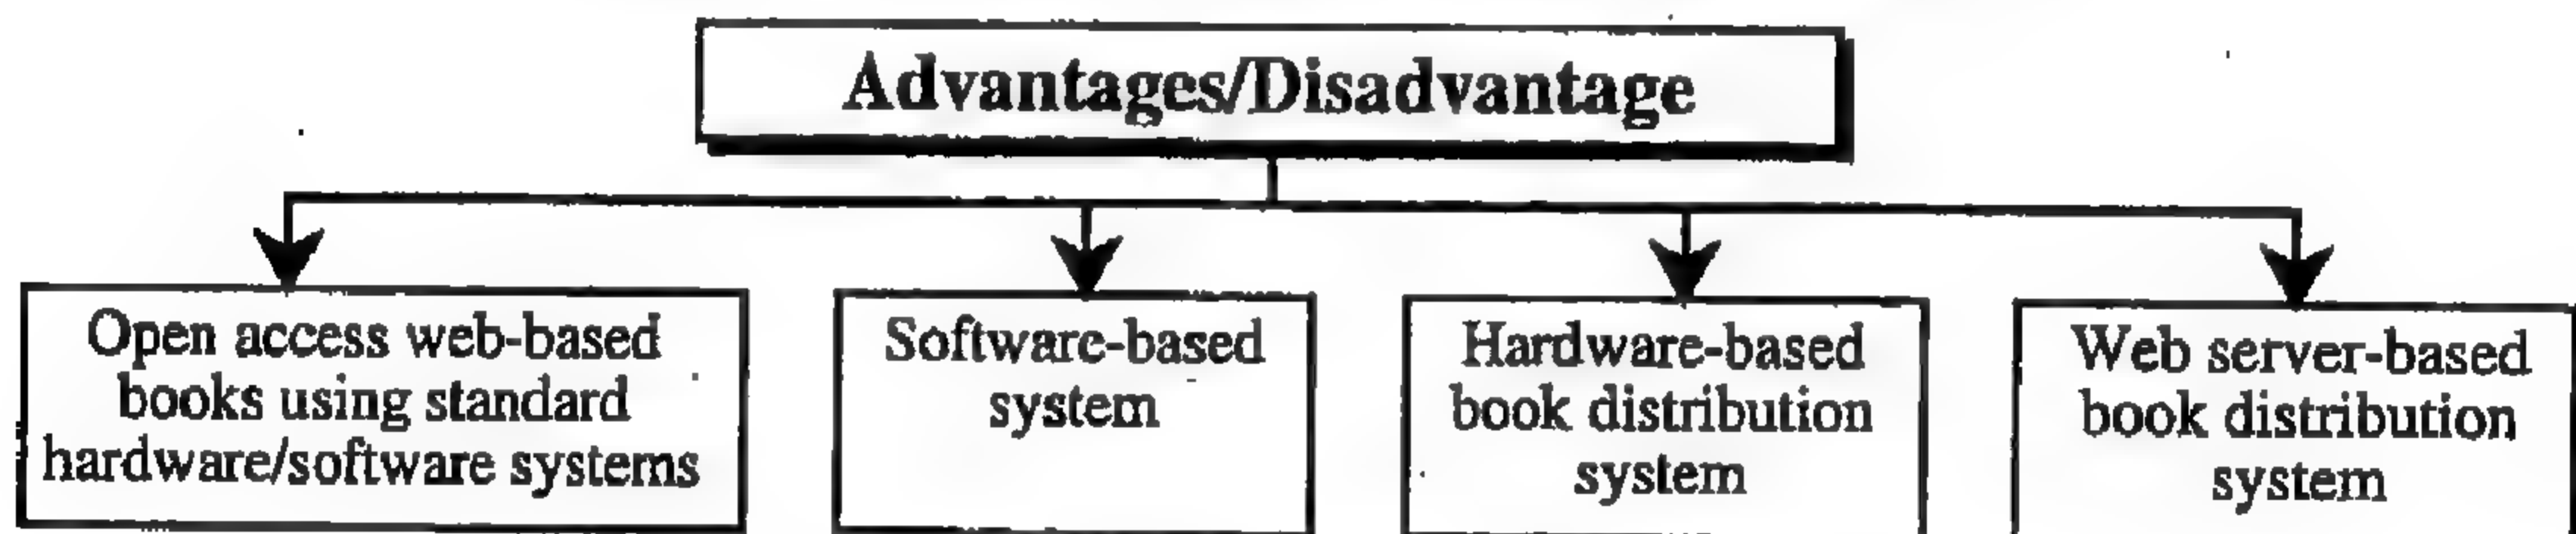 Advantages/Disadvantage
Open access web-based
books using standard
hardware/software systems
Software-based
system
Hardware-based
book distribution
system
Web server-based
book distribution
system